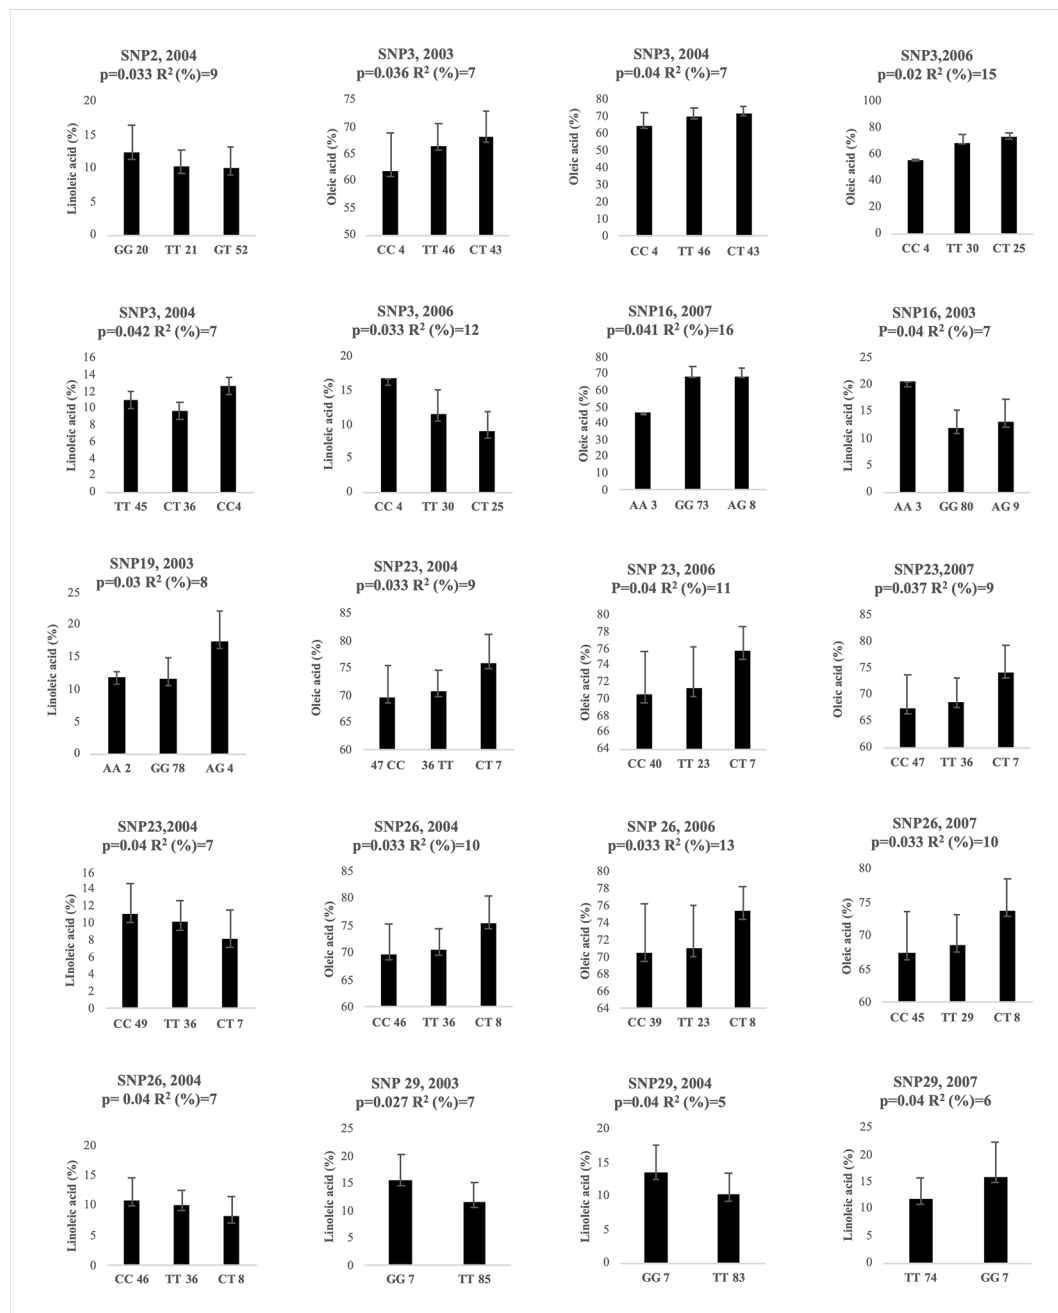 SNP2, 2004
p=0.033 R² (%)=9
Linoleic acid (%)
20
15
10
5
0
GG 20 TT 21 GT 52
SNP3, 2003
p=0.036 R² (%)=7
Oleic acid (%)
75
70
65
60
55
50
CC 4 TT 46 CT 43
SNP3, 2004
p=0.04 R² (%)=7
Oleic acid (%)
80
70
60
50
40
30
20
10
0
CC 4 TT 46 CT 43
SNP3,2006
p=0.02 R² (%)=15
Oleic acid (%)
100
80
60
40
20
0
CC 4 TT 30 CT 25
SNP3, 2004
p=0.042 R² (%)=7
Linoleic acid (%)
16
14
12
10
8
6
4
2
0
TT 45 CT 36 CC4
SNP3, 2006
p=0.033 R² (%)=12
Linoleic acid (%)
20
15
10
5
0
CC 4 TT 30 CT 25
SNP16, 2007
p=0.041 R² (%)=16
Oleic acid (%)
80
70
60
50
40
30
20
10
0
AA 3 GG 73 AG 8
SNP16, 2003
P=0.04 R² (%)=7
Linoleic acid (%)
25
20
15
10
5
0
AA 3 GG 80 AG 9
SNP19, 2003
p=0.03 R² (%)=8
Linoleic acid (%)
25
20
15
10
5
0
AA 2 GG 78 AG 4
SNP23, 2004
p=0.033 R² (%)=9
Oleic acid (%)
85
80
75
70
65
60
47 CC 36 TT CT 7
SNP 23, 2006
P=0.04 R² (%)=11
Oleic acid (%)
80
78
76
74
72
70
68
66
64
CC 40 TT 23 CT 7
SNP23,2007
p=0.037 R² (%)=9
Oleic acid (%)
85
80
75
70
65
60
CC 47 TT 36 CT 7
SNP23,2004
p=0.04 R² (%)=7
LInoleic acid (%)
16
14
12
10
8
6
4
2
0
CC 49 TT 36 CT 7
SNP26, 2004
p=0.033 R² (%)=10
Oleic acid (%)
85
80
75
70
65
60
CC 46 TT 36 CT 8
SNP 26, 2006
p=0.033 R² (%)=13
Oleic acid (%)
80
78
76
74
72
70
68
66
64
CC 39 TT 23 CT 8
SNP26, 2007
p=0.033 R² (%)=10
Oleic acid (%)
80
75
70
65
60
CC 45 TT 29 CT 8
SNP26, 2004
p= 0.04 R² (%)=7
Linoleic acid (%)
20
15
10
5
0
CC 46 TT 36 CT 8
SNP 29, 2003
p=0.027 R² (%)=7
Linoleic acid (%)
25
20
15
10
5
0
GG 7 TT 85
SNP29, 2004
p=0.04 R² (%)=5
Linoleic acid (%)
20
15
10
5
0
GG 7 TT 83
SNP29, 2007
p=0.04 R² (%)=6
Linoleic acid (%)
25
20
15
10
5
0
TT 74 GG 7